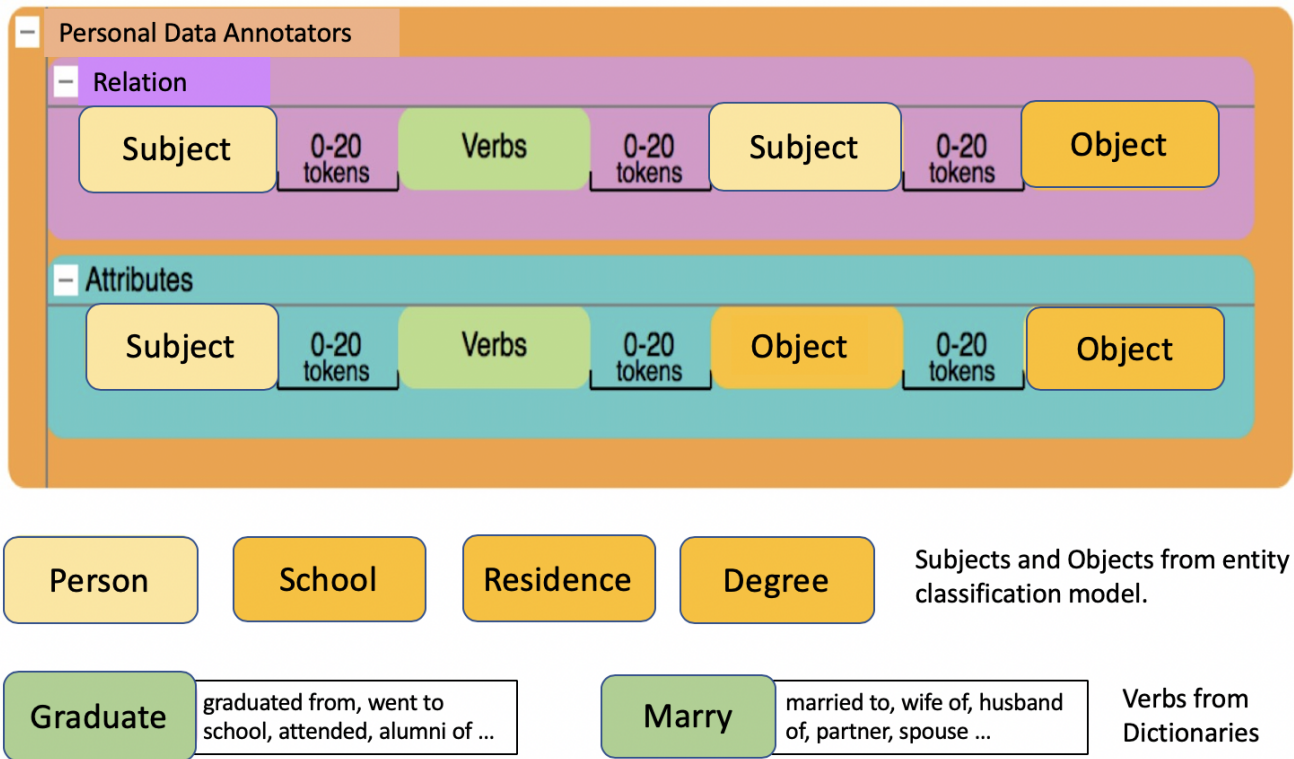 Personal Data Annotators
Relation
Subject
0-20
tokens
Verbs
0-20
tokens
Subject
0-20
tokens
Object
Attributes
Subject
0-20
tokens
Verbs
0-20
tokens
Object
0-20
tokens
Object
Person
School
Residence
Degree
Subjects and Objects from entity
classification model.
Graduate
graduated from, went to
school, attended, alumni of ...
Marry
married to, wife of, husband
of, partner, spouse ...
Verbs from
Dictionaries